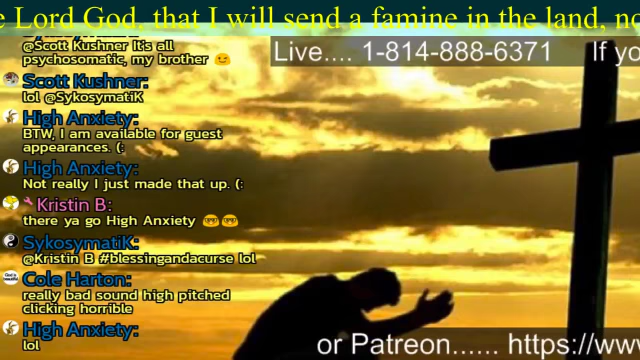 Lord God, that I will send a famine in the land,
Live.... 1-814-888-6371 If
@Scott Kushner It's all
psychosomatic, my brother 😉
Scott Kushner:
lol @SykosymatiK
High Anxiety:
BTW, I am available for guest
appearances. (:
High Anxiety:
Not really I just made that up. (:
Kristin B:
there ya go High Anxiety 🤓🤓
SykosymatiK:
@Kristin B #blessingandacurse lol
Cole Harton:
really bad sound high pitched
clicking horrible
High Anxiety:
lol
or Patreon...... https://ww